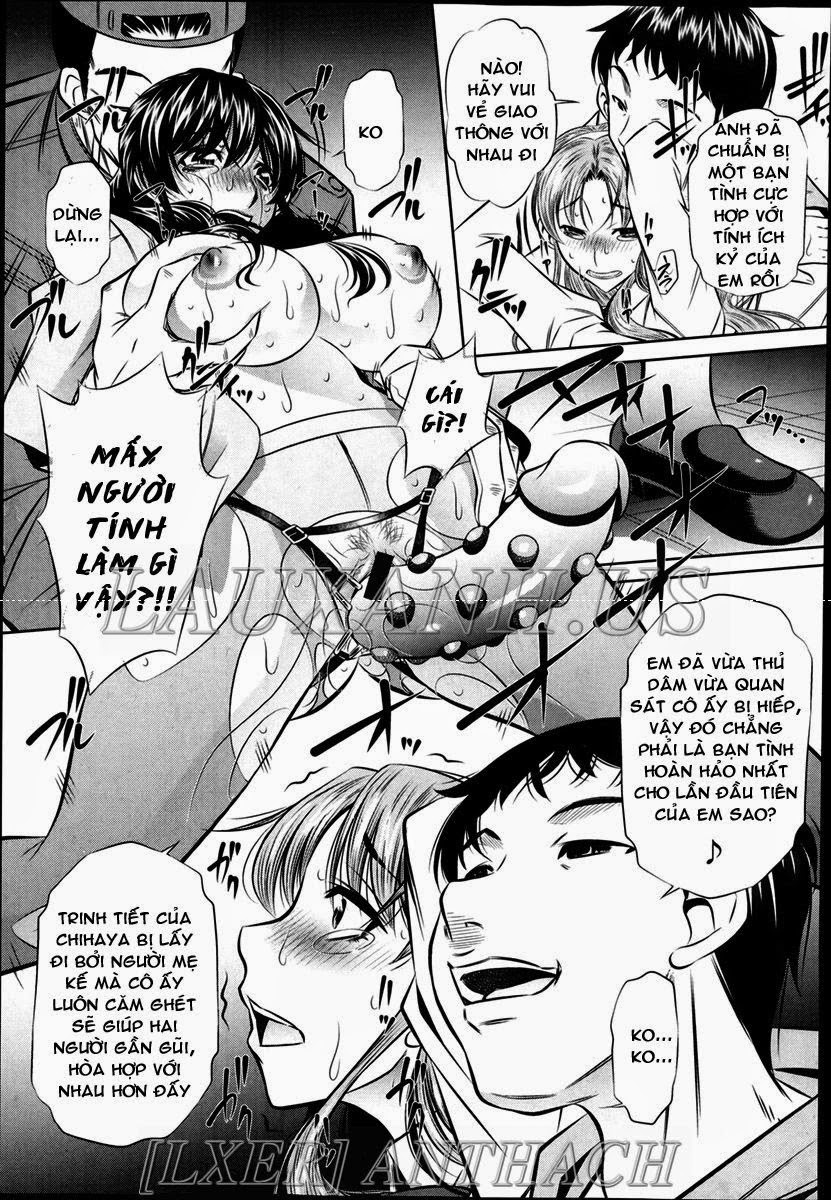 NÀO!
HÃY VUI
VẺ GIAO
THÔNG VỚI
NHAU ĐI
ANH ĐÃ
CHUẨN BỊ
MỘT BẠN
TÌNH CỰC
HỢP VỚI
TÍNH ÍCH
KỶ CỦA
EM RỒI
KO
DỪNG
LẠI...
CÁI
GÌ?!
MẤY
NGƯỜI
TÍNH
LÀM GÌ
VẬY?!!
LAUXANH.US
EM ĐÃ VỪA THỦ
DÂM VỪA QUAN
SÁT CÔ ẤY BỊ HIẾP,
VẬY ĐÓ CHẲNG
PHẢI LÀ BẠN TÌNH
HOÀN HẢO NHẤT
CHO LẦN ĐẦU TIÊN
CỦA EM SAO?
♪
TRINH TIẾT CỦA
CHIHAYA BỊ LẤY
ĐI BỞI NGƯỜI MẸ
KẾ MÀ CÔ ẤY
LUÔN CĂM GHÉT
SẼ GIÚP HAI
NGƯỜI GẦN GŨI,
HÒA HỢP VỚI
NHAU HƠN ĐẤY
KO...
KO...
[LXER] ANTHACH